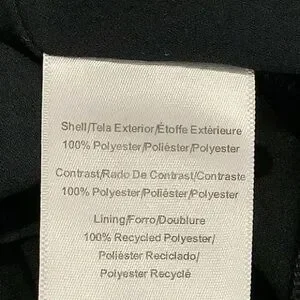 Shell/Tela Exterior/Étoffe Extérieure
100% Polyester/Poliéster/Polyester
Contrast/Rado De Contrast/Contraste
100% Polyester/Poliéster/Polyester
Lining/Forro/Doublure
100% Recycled Polyester/
Poliéster Reciclado/
Polyester Recyclé